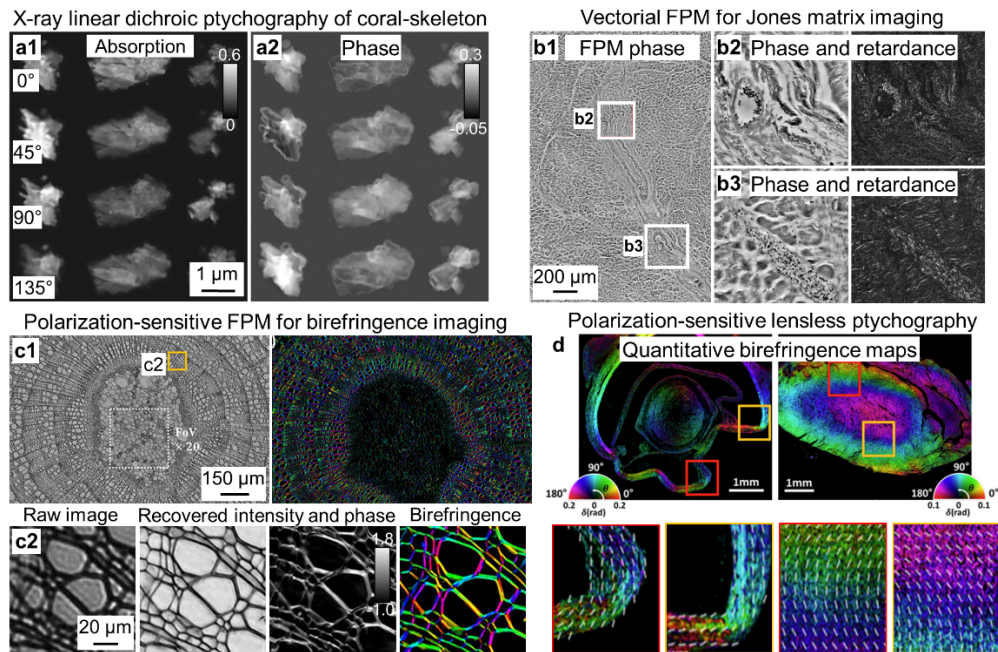 X-ray linear dichroic ptychography of coral-skeleton
a1 Absorption
0.6
0
0°
45°
90°
135°
1 μm
a2 Phase
0.3
-0.05
Vectorial FPM for Jones matrix imaging
b1 FPM phase
b2
b3
200 μm
b2 Phase and retardance
b3 Phase and retardance
Polarization-sensitive FPM for birefringence imaging
c1
c2
FoV
× 20
150 μm
Raw image
Recovered intensity and phase
Birefringence
c2
20 μm
1.8
-1.0
Polarization-sensitive lensless ptychography
d Quantitative birefringence maps
90°
180° θ 0°
0.2 0.2
δ(rad)
1mm
1mm
90°
180° θ 0°
0.1 0.1
δ(rad)